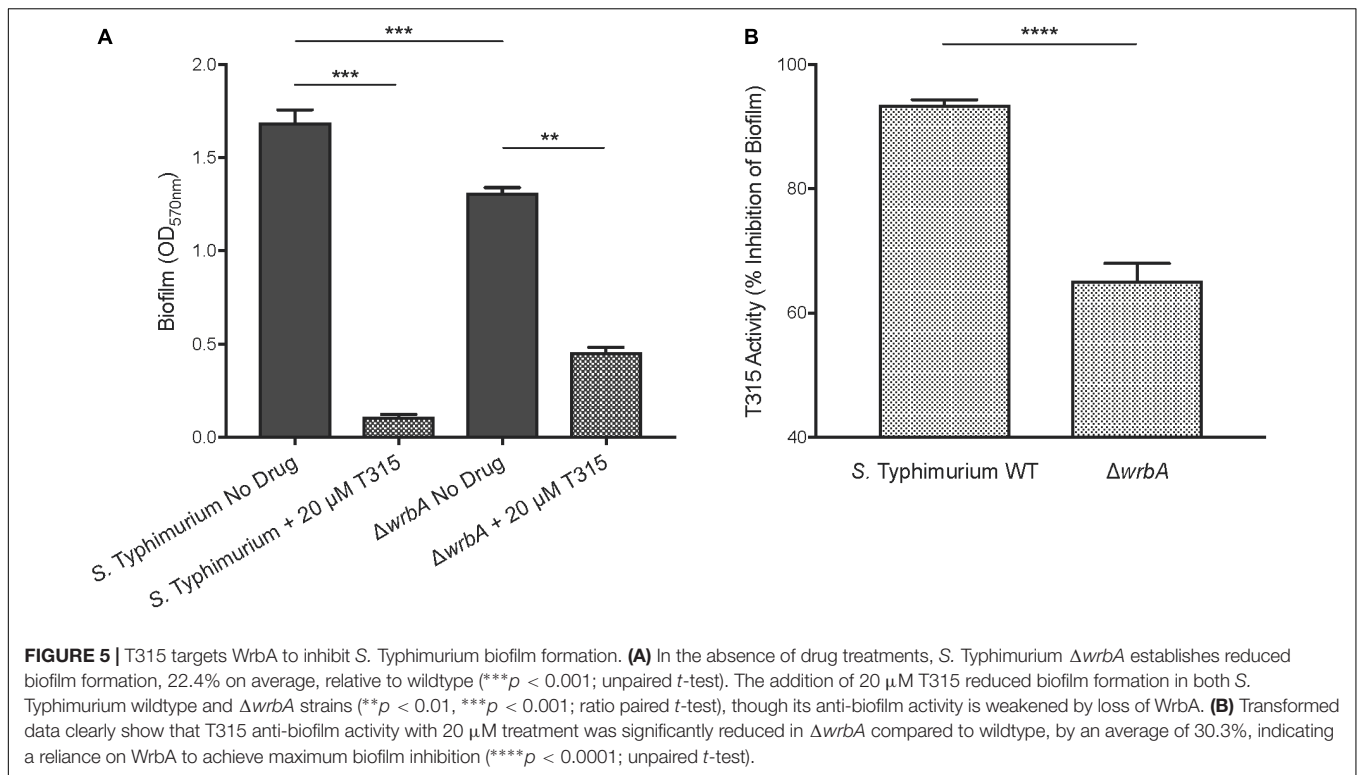 A
***
***
**
2.0
1.5
1.0
0.5
0.0
Biofilm (OD570nm)
S. Typhimurium No Drug
S. Typhimurium + 20 μM T315
ΔwrbA No Drug
ΔwrbA + 20 μM T315
B
****
100
80
60
40
T315 Activity (% Inhibition of Biofilm)
S. Typhimurium WT
ΔwrbA
FIGURE 5 | T315 targets WrbA to inhibit S. Typhimurium biofilm formation. (A) In the absence of drug treatments, S. Typhimurium ΔwrbA establishes reduced
biofilm formation, 22.4% on average, relative to wildtype (***p < 0.001; unpaired t-test). The addition of 20 μM T315 reduced biofilm formation in both S.
Typhimurium wildtype and ΔwrbA strains (**p < 0.01, ***p < 0.001; ratio paired t-test), though its anti-biofilm activity is weakened by loss of WrbA. (B) Transformed
data clearly show that T315 anti-biofilm activity with 20 μM treatment was significantly reduced in ΔwrbA compared to wildtype, by an average of 30.3%, indicating
a reliance on WrbA to achieve maximum biofilm inhibition (****p < 0.0001; unpaired t-test).